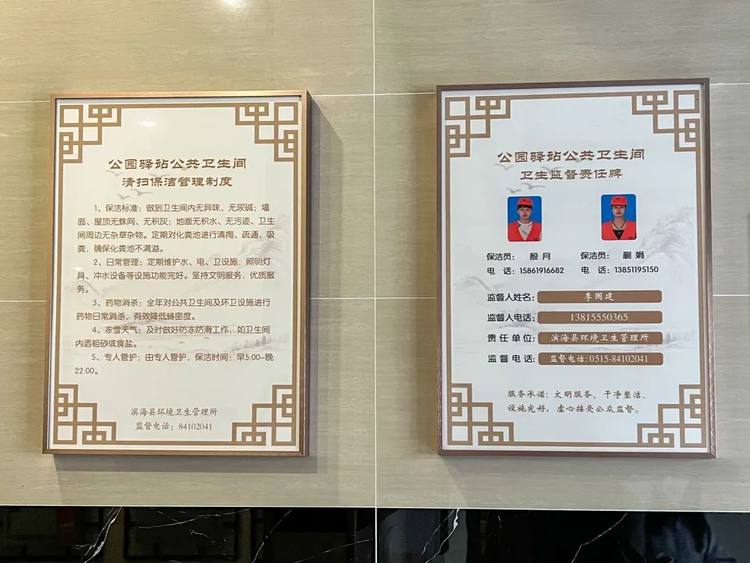 公园驿站公共卫生间
清扫保洁管理制度
1、保洁标准：做到卫生间内无异味、无尿碱；墙
面、屋顶无蛛网、无积灰；地面无积水、无污迹、卫生
间周边无杂草杂物。定期对化粪池进行清掏、疏通、吸
粪，确保化粪池不满溢。
2、日常管理：定期维护水、电、卫设施，照明灯
具、冲水设备等设施功能完好。坚持文明服务，优质服
务。
3、药物消杀：全年对公共卫生间及环卫设施进行
药物日常消杀，有效降低蝇密度。
4、冻雪天气：及时做好防冻防滑工作，如卫生间
内洒粗砂或食盐。
5、专人管护：由专人管护，保洁时间：早5:00-晚
22:00。
滨海县环境卫生管理所
监督电话：84102041
公园驿站公共卫生间
卫生监督责任牌
保洁员：殷 月
电 话：15861916682
保洁员：蒯 娟
电 话：13851195150
监督人姓名：李国建
监督人电话：13815550365
责任单位：滨海县环境卫生管理所
监督电话：监督电话：0515-84102041
服务承诺：文明服务、干净整洁、
设施完好，虚心接受公众监督。